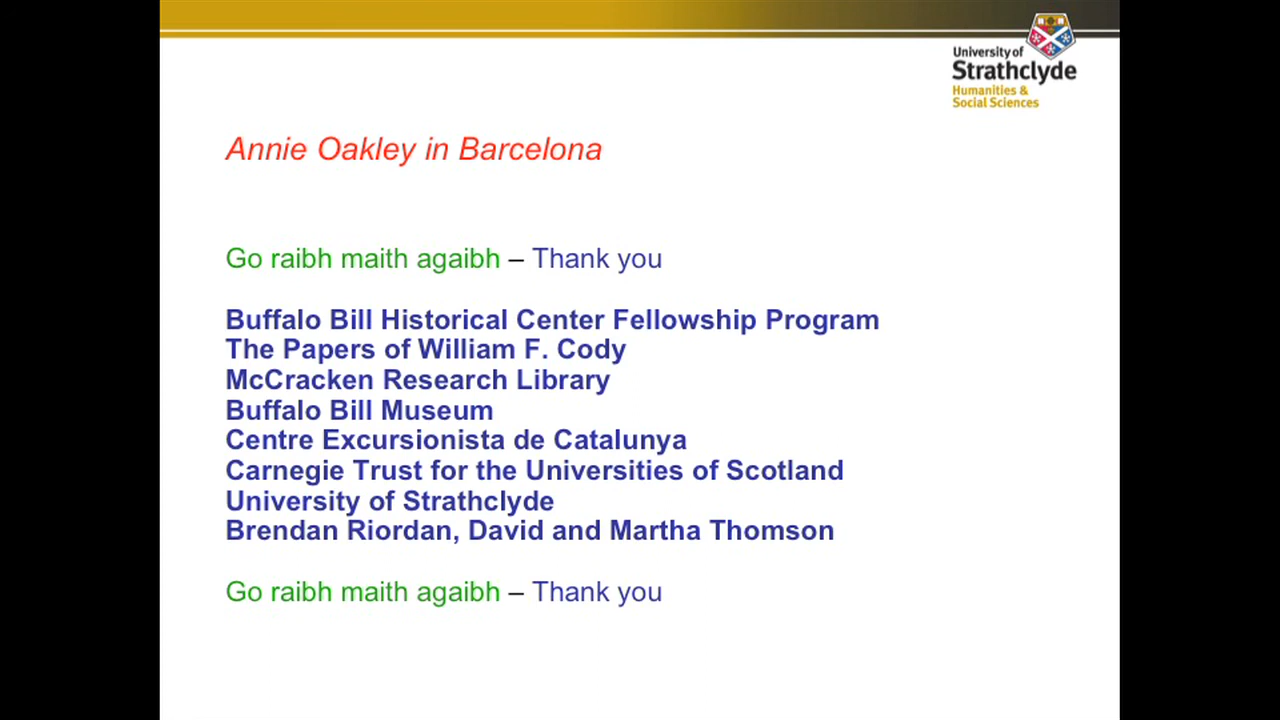 University of
Strathclyde
Humanities &
Social Sciences
Annie Oakley in Barcelona
Go raibh maith agaibh – Thank you
Buffalo Bill Historical Center Fellowship Program
The Papers of William F. Cody
McCracken Research Library
Buffalo Bill Museum
Centre Excursionista de Catalunya
Carnegie Trust for the Universities of Scotland
University of Strathclyde
Brendan Riordan, David and Martha Thomson
Go raibh maith agaibh – Thank you